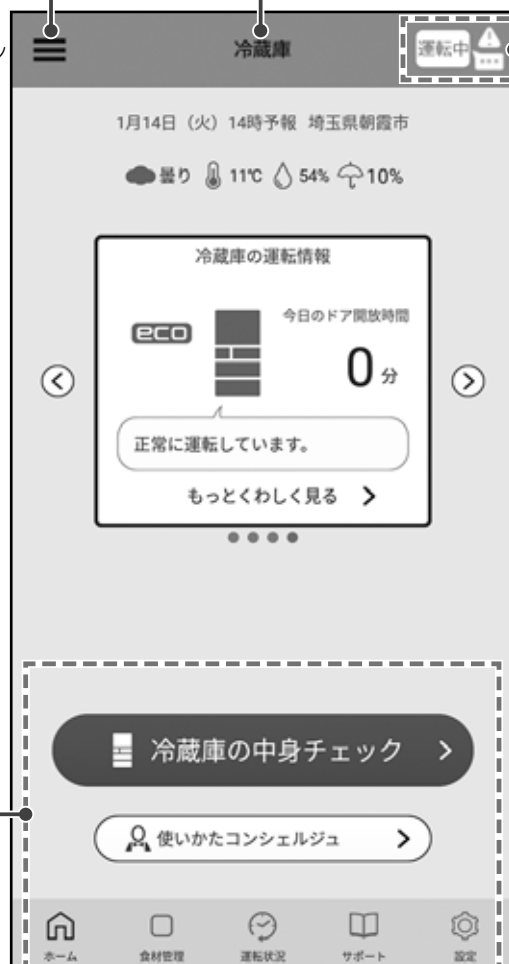 冷蔵庫
運転中
1月14日（火）14時予報 埼玉県朝霞市
曇り 11℃ 54% 10%
冷蔵庫の運転情報
eco
今日のドア開放時間
0分
正常に運転しています。
もっとくわしく見る
冷蔵庫の中身チェック
使いかたコンシェルジュ
ホーム 食材管理 運転状況 サポート 設定